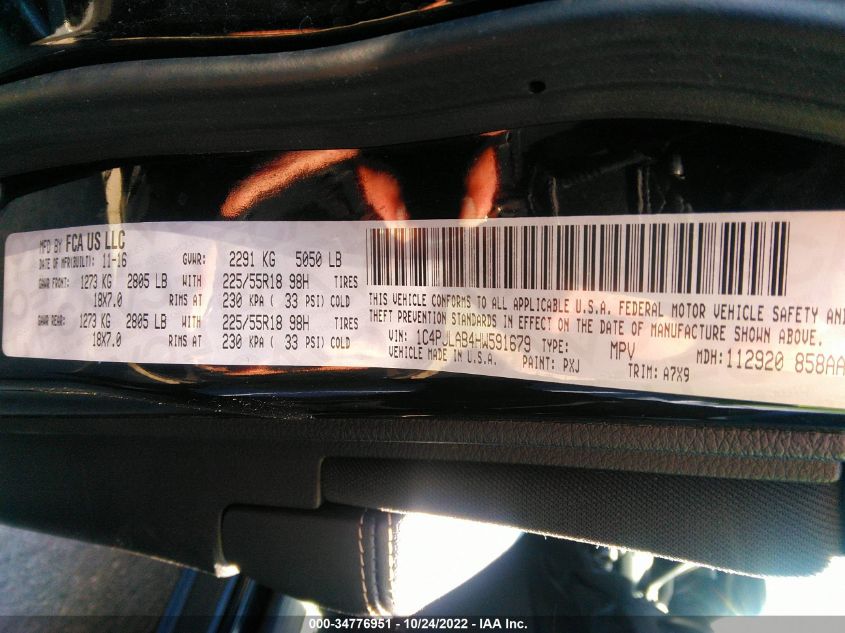 MFD BY FCA US LLC
DATE OF MFR(BUILT): 11-16 GVWR: 2291 KG 5050 LB
GAWR FRONT: 1273 KG 2805 LB WITH 225/55R18 98H TIRES
18X7.0 RIMS AT 230 KPA ( 33 PSI) COLD
GAWR REAR: 1273 KG 2805 LB WITH 225/55R18 98H TIRES
18X7.0 RIMS AT 230 KPA ( 33 PSI) COLD
THIS VEHICLE CONFORMS TO ALL APPLICABLE U.S.A. FEDERAL MOTOR VEHICLE SAFETY AND
THEFT PREVENTION STANDARDS IN EFFECT ON THE DATE OF MANUFACTURE SHOWN ABOVE.
VIN: 1C4PJLAB4HW591679 TYPE: MPV MDH: 112920 858AA
VEHICLE MADE IN U.S.A. PAINT: PXJ TRIM: A7X9
000-34776951 - 10/24/2022 - IAA Inc.